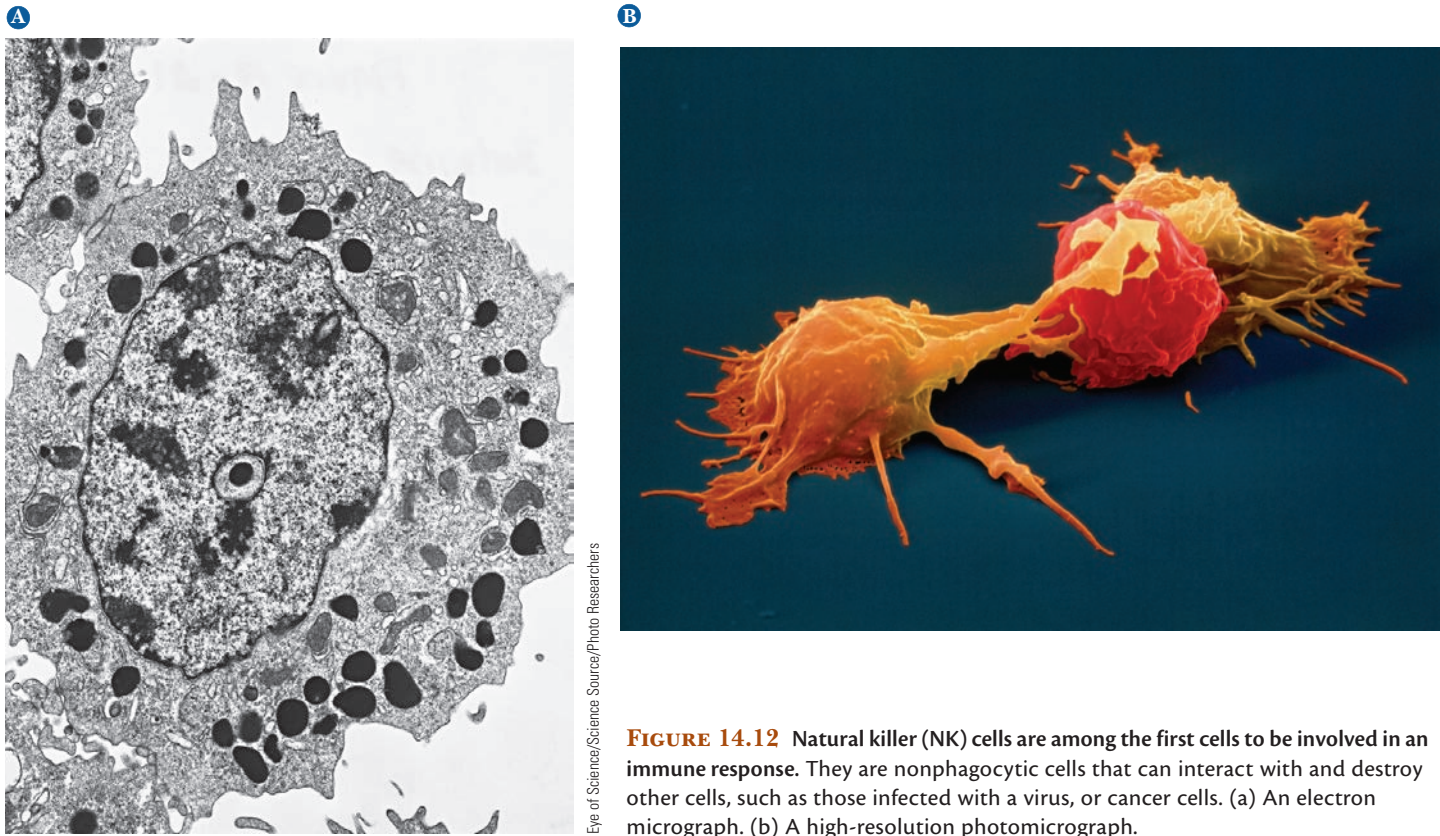 A
B
Eye of Science/Science Source/Photo Researchers
FIGURE 14.12 Natural killer (NK) cells are among the first cells to be involved in an
immune response. They are nonphagocytic cells that can interact with and destroy
other cells, such as those infected with a virus, or cancer cells. (a) An electron
micrograph. (b) A high-resolution photomicrograph.